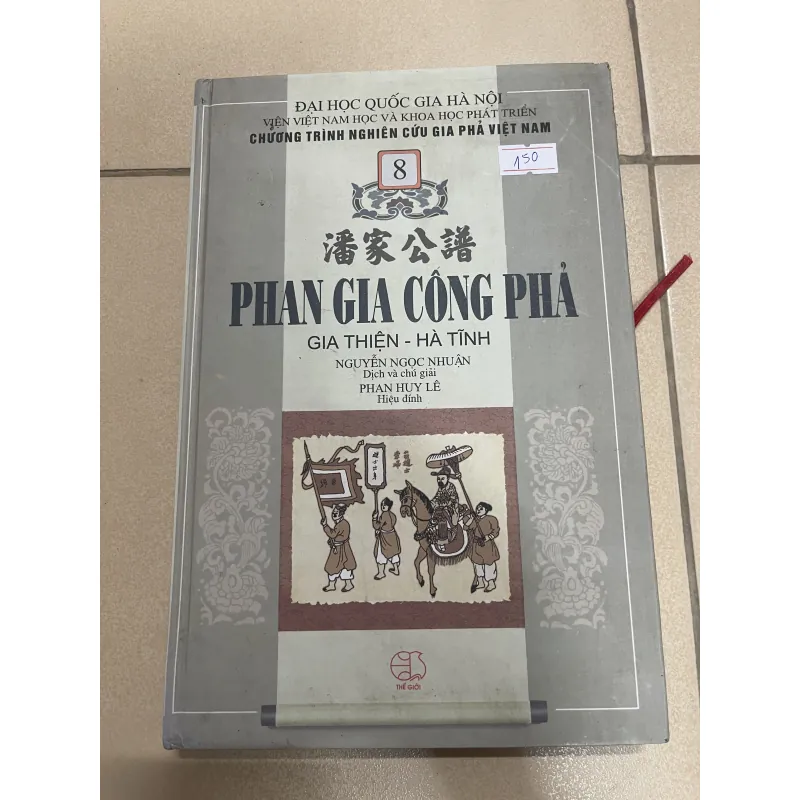 ĐẠI HỌC QUỐC GIA HÀ NỘI
VIỆN VIỆT NAM HỌC VÀ KHOA HỌC PHÁT TRIỂN
CHƯƠNG TRÌNH NGHIÊN CỨU GIA PHẢ VIỆT NAM
150
8
潘家公譜
PHAN GIA CÔNG PHẢ
GIA THIỆN - HÀ TĨNH
NGUYỄN NGỌC NHUẬN
Dịch và chú giải
PHAN HUY LÊ
Hiệu đính
THẾ GIỚI